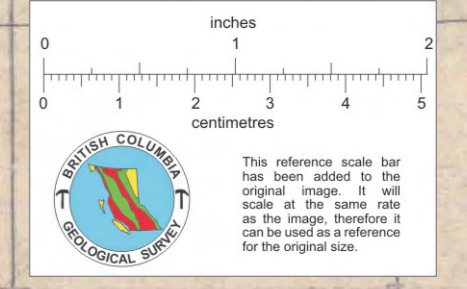 inches
0 1 2
0 1 2 3 4 5
centimetres
BRITISH COLUMBIA
GEOLOGICAL SURVEY
This reference scale bar
has been added to the
original image. It will
scale at the same rate
as the image, therefore it
can be used as a reference
for the original size.